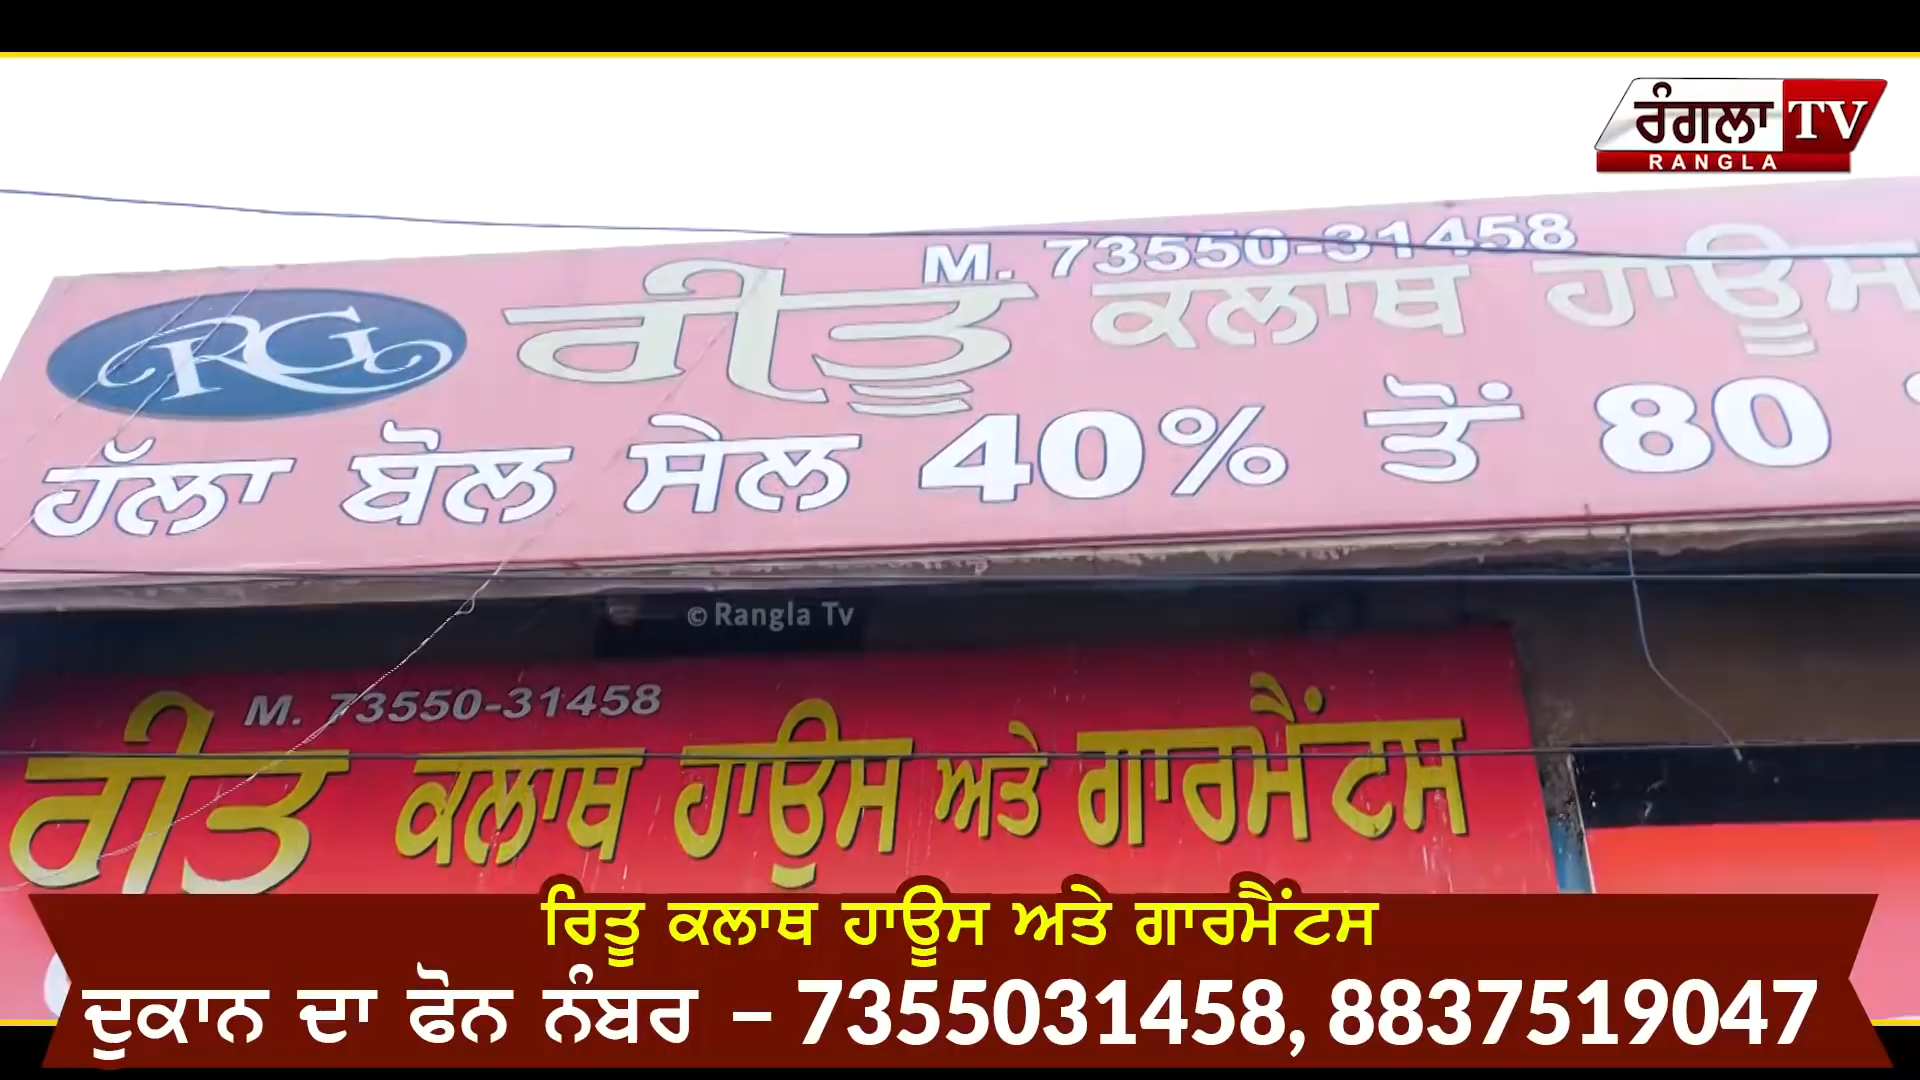 ਰੰਗਲਾ TV
RANGLA
M. 73550-31458
RG ਰੀਤੂ ਕਲਾਥ ਹਾਊਸ
ਹੱਲਾ ਬੋਲ ਸੇਲ 40% ਤੋਂ 80
© Rangla Tv
M. 73550-31458
ਰੀਤ ਕਲਾਥ ਹਾਉਸ ਅਤੇ ਗਾਰਮੈਂਟਸ
ਰਿਤੂ ਕਲਾਥ ਹਾਊਸ ਅਤੇ ਗਾਰਮੈਂਟਸ
ਦੁਕਾਨ ਦਾ ਫੋਨ ਨੰਬਰ – 7355031458, 8837519047